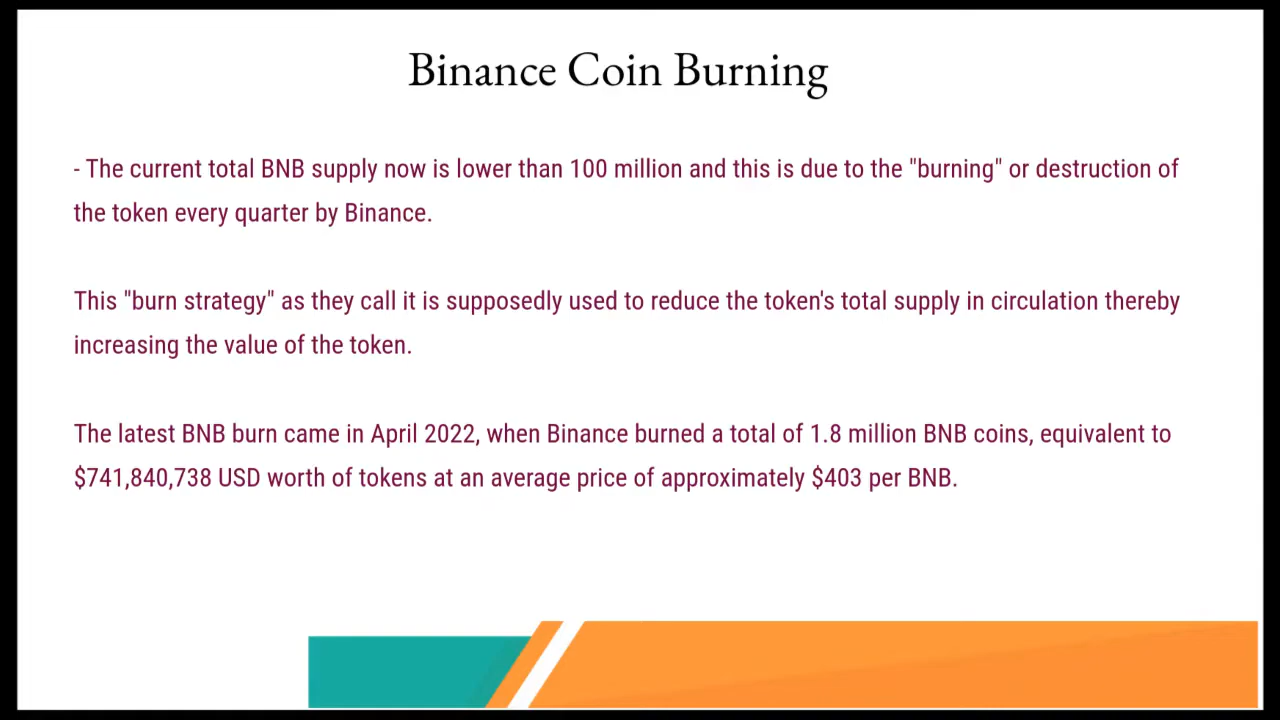 Binance Coin Burning
- The current total BNB supply now is lower than 100 million and this is due to the "burning" or destruction of
the token every quarter by Binance.
This "burn strategy" as they call it is supposedly used to reduce the token's total supply in circulation thereby
increasing the value of the token.
The latest BNB burn came in April 2022, when Binance burned a total of 1.8 million BNB coins, equivalent to
$741,840,738 USD worth of tokens at an average price of approximately $403 per BNB.